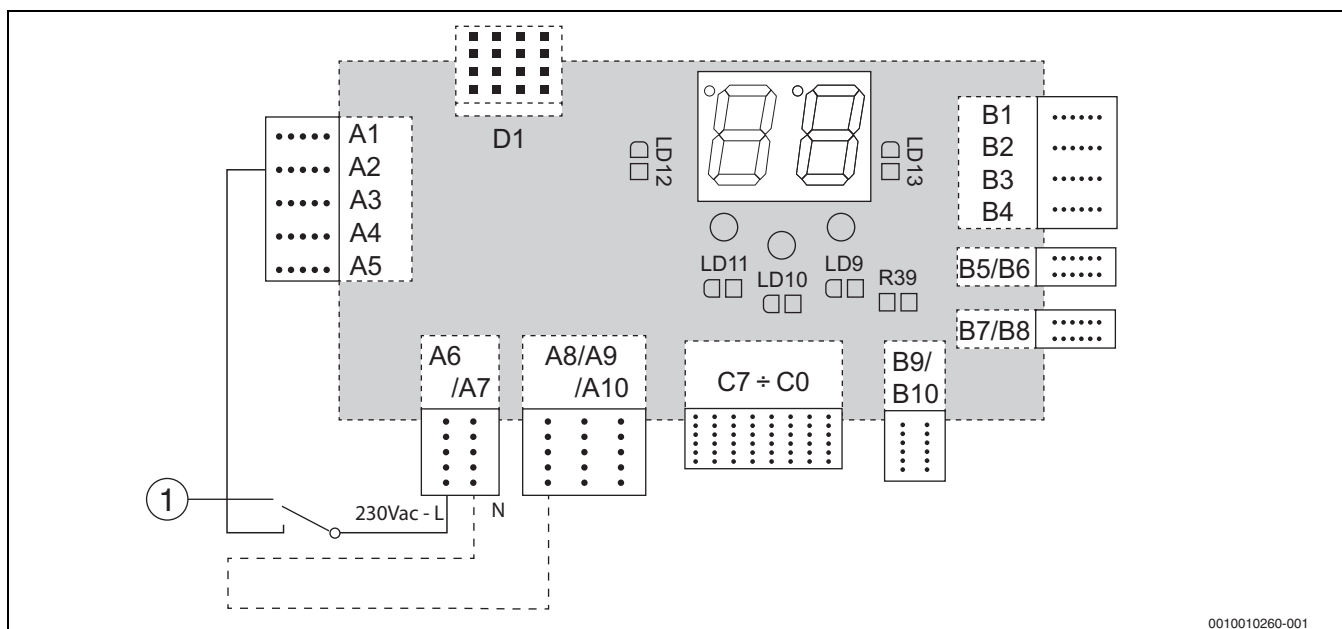 D1
A1
A2
A3
A4
A5
LD12
LD13
B1
B2
B3
B4
LD11
LD10
LD9
R39
B5/B6
B7/B8
A6
/A7
A8/A9
/A10
C7 ÷ C0
B9/
B10
1
230Vac - L
N
0010010260-001